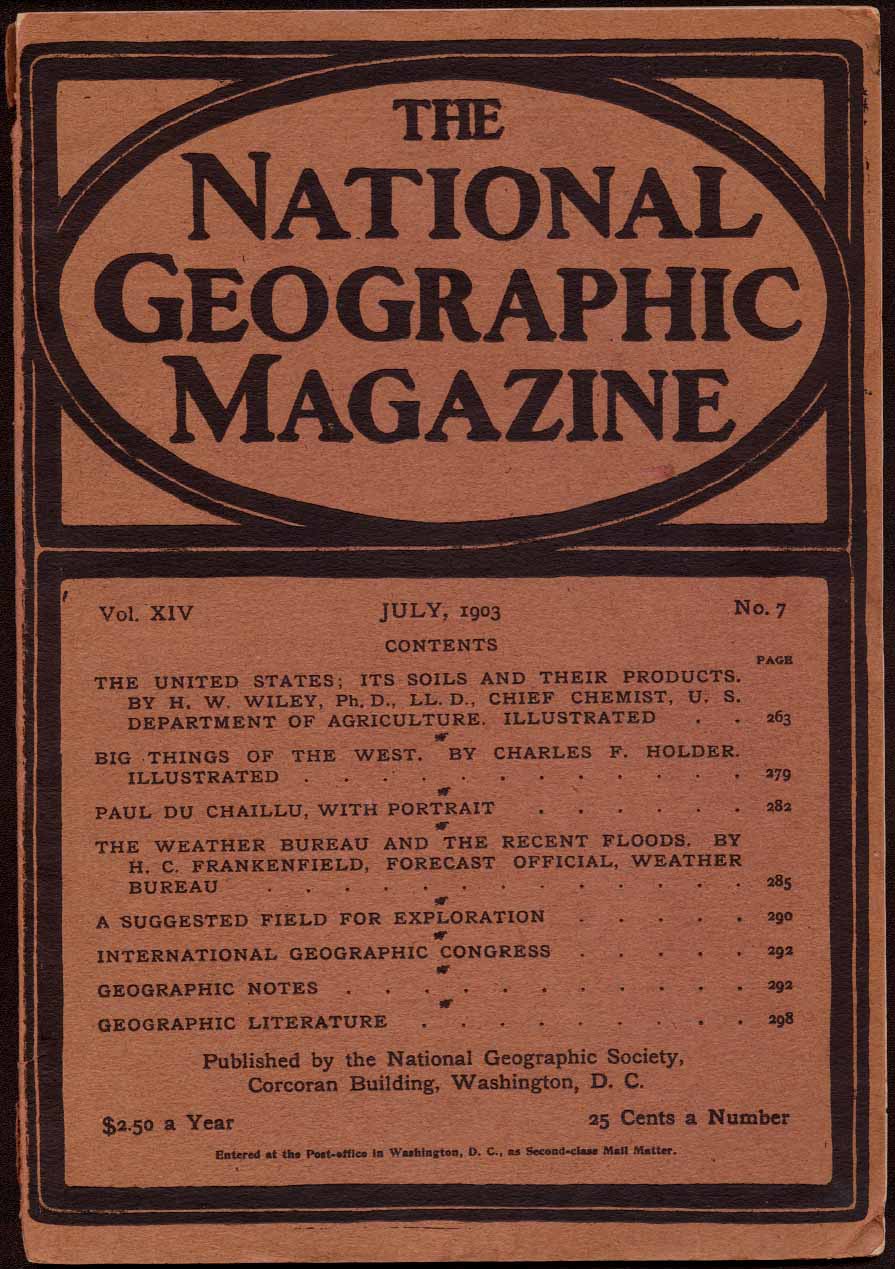 THE
NATIONAL
GEOGRAPHIC
MAGAZINE
Vol. XIV JULY, 1903 No. 7
CONTENTS
PAGE
THE UNITED STATES; ITS SOILS AND THEIR PRODUCTS.
BY H. W. WILEY, Ph. D., LL. D., CHIEF CHEMIST, U. S.
DEPARTMENT OF AGRICULTURE. ILLUSTRATED . . 263
BIG THINGS OF THE WEST. BY CHARLES F. HOLDER.
ILLUSTRATED . . . . . . . . . . . . 279
PAUL DU CHAILLU, WITH PORTRAIT . . . . . . 282
THE WEATHER BUREAU AND THE RECENT FLOODS. BY
H. C. FRANKENFIELD, FORECAST OFFICIAL, WEATHER
BUREAU . . . . . . . . . . . . . 285
A SUGGESTED FIELD FOR EXPLORATION . . . . . 290
INTERNATIONAL GEOGRAPHIC CONGRESS . . . . . 292
GEOGRAPHIC NOTES . . . . . . . . . . . 292
GEOGRAPHIC LITERATURE . . . . . . . . . 298
Published by the National Geographic Society,
Corcoran Building, Washington, D. C.
$2.50 a Year 25 Cents a Number
Entered at the Post-office in Washington, D. C., as Second-class Mail Matter.